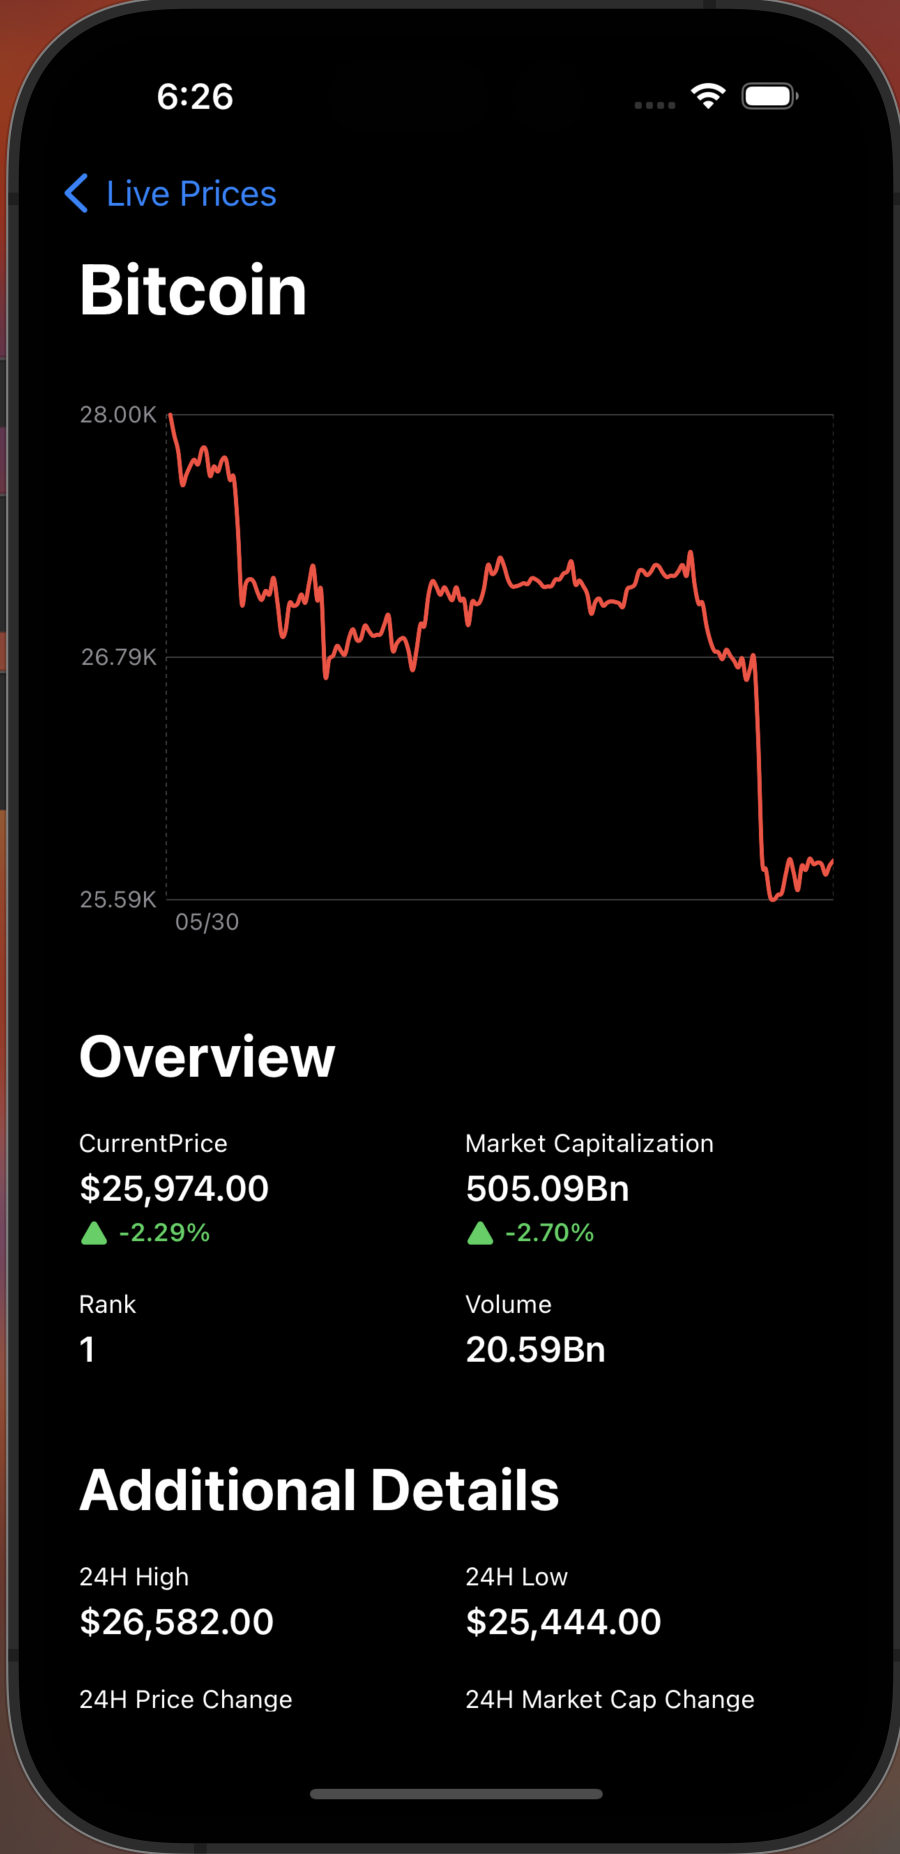 6:26
Live Prices
Bitcoin
28.00K
26.79K
25.59K
05/30
Overview
CurrentPrice Market Capitalization
$25,974.00 505.09Bn
-2.29% -2.70%
Rank Volume
1 20.59Bn
Additional Details
24H High 24H Low
$26,582.00 $25,444.00
24H Price Change 24H Market Cap Change